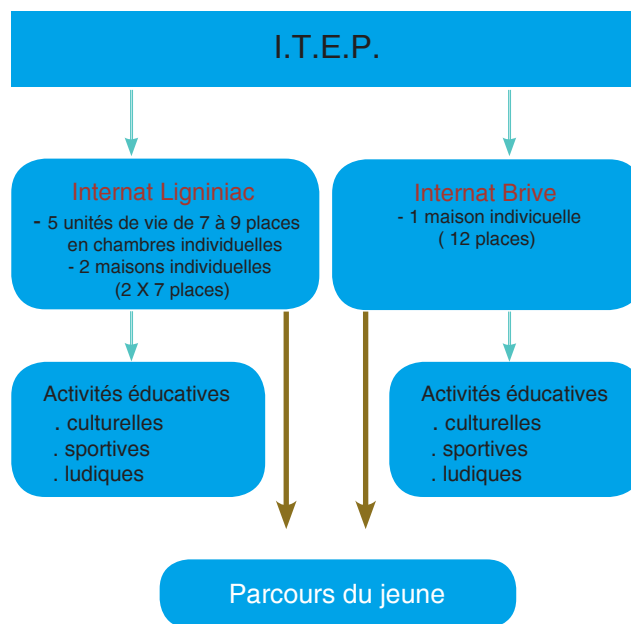 I.T.E.P.
Internat Ligniniac
- 5 unités de vie de 7 à 9 places
en chambres individuelles
- 2 maisons individuelles
(2 X 7 places)
Internat Brive
- 1 maison indivicuelle
( 12 places)
Activités éducatives
. culturelles
. sportives
. ludiques
Activités éducatives
. culturelles
. sportives
. ludiques
Parcours du jeune